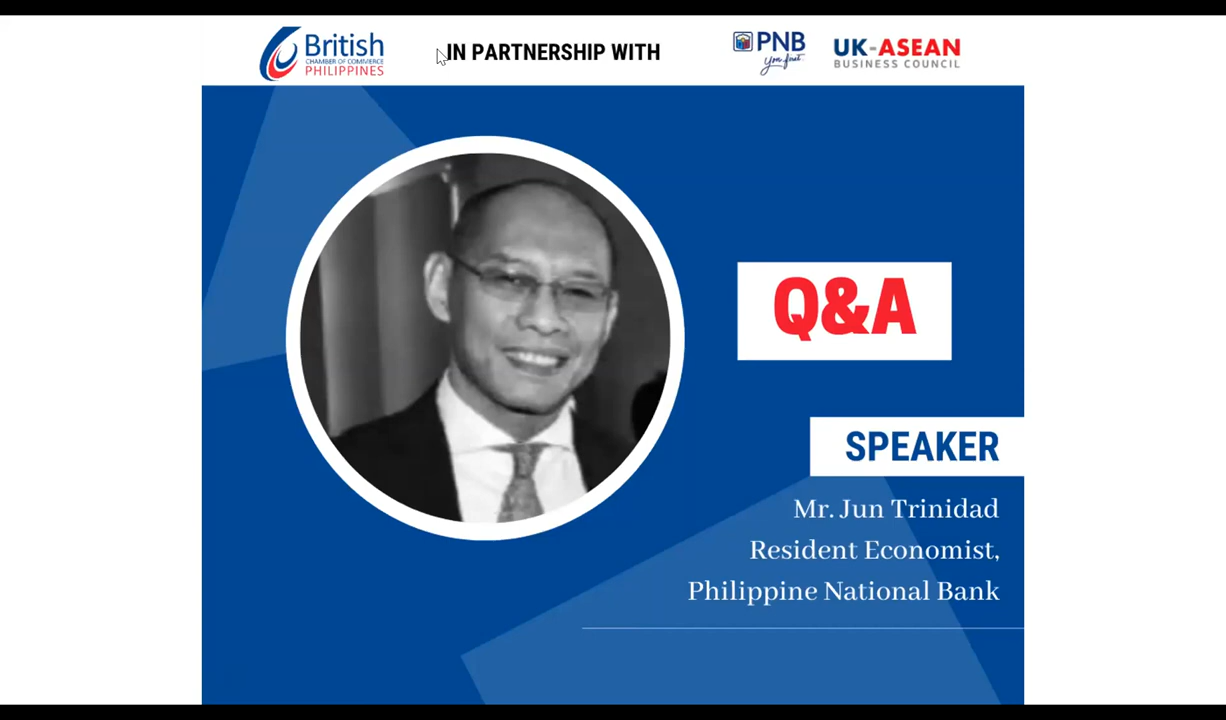 British
CHAMBER OF COMMERCE
PHILIPPINES
IN PARTNERSHIP WITH
PNB
You first.
UK-ASEAN
BUSINESS COUNCIL
Q&A
SPEAKER
Mr. Jun Trinidad
Resident Economist,
Philippine National Bank